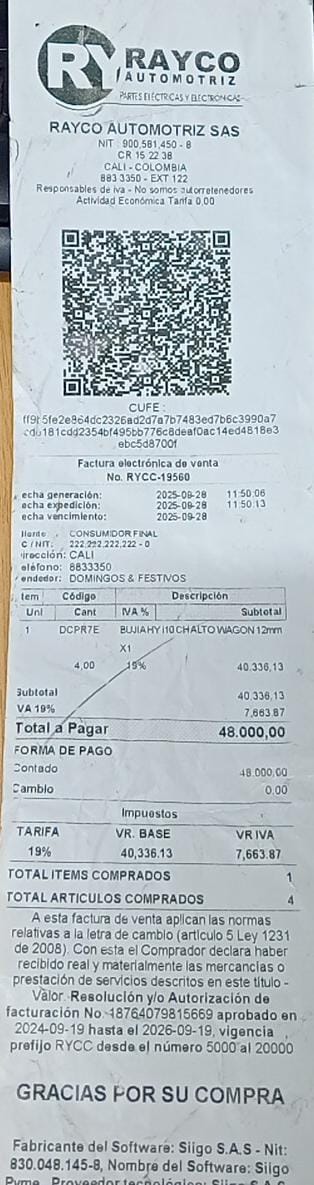 RY RAYCO
AUTOMOTRIZ
PARTES ELÉCTRICAS Y ELECTRÓNICAS
RAYCO AUTOMOTRIZ SAS
NIT : 900,581,450 - 8
CR 15 22 38
CALI - COLOMBIA
883 3350 - EXT 122
Responsables de iva - No somos autorretenedores
Actividad Económica Tarifa 0,00
CUFE :
ebc5d8700f
Factura electrónica de venta
No. RYCC-19560
echa generación: 2025-09-28 11:50:06
echa expedición: 2025-09-28 11:50:13
echa vencimiento: 2025-09-28
CONSUMIDOR FINAL
C / NIT: 222,222,222,222 - 0
irección: CALI
eléfono: 8833350
endedor: DOMINGOS & FESTIVOS
Item Código Descripción
Uni Cant IVA % Subtotal
1 DCPR7E BUJIA HY I10 CH ALTO WAGON 12mm
X1
4,00 19% 40.336,13
Subtotal 40.336,13
VA 19% 7,663.87
Total a Pagar 48.000,00
FORMA DE PAGO
Contado 48.000,00
Cambio 0.00
Impuestos
TARIFA VR. BASE VR IVA
19% 40,336.13 7,663.87
TOTAL ITEMS COMPRADOS 1
TOTAL ARTICULOS COMPRADOS 4
A esta factura de venta aplican las normas
relativas a la letra de cambio (artículo 5 Ley 1231
de 2008). Con esta el Comprador declara haber
recibido real y materialmente las mercancías o
prestación de servicios descritos en este título -
Valor. Resolución y/o Autorización de
facturación No. 18764079815669 aprobado en
2024-09-19 hasta el 2026-09-19, vigencia
prefijo RYCC desde el número 5000 al 20000
GRACIAS POR SU COMPRA
Fabricante del Software: Siigo S.A.S - Nit:
830.048.145-8, Nombre del Software: Siigo
Pyme, Proveedor tecnológico: Siigo S.A.S